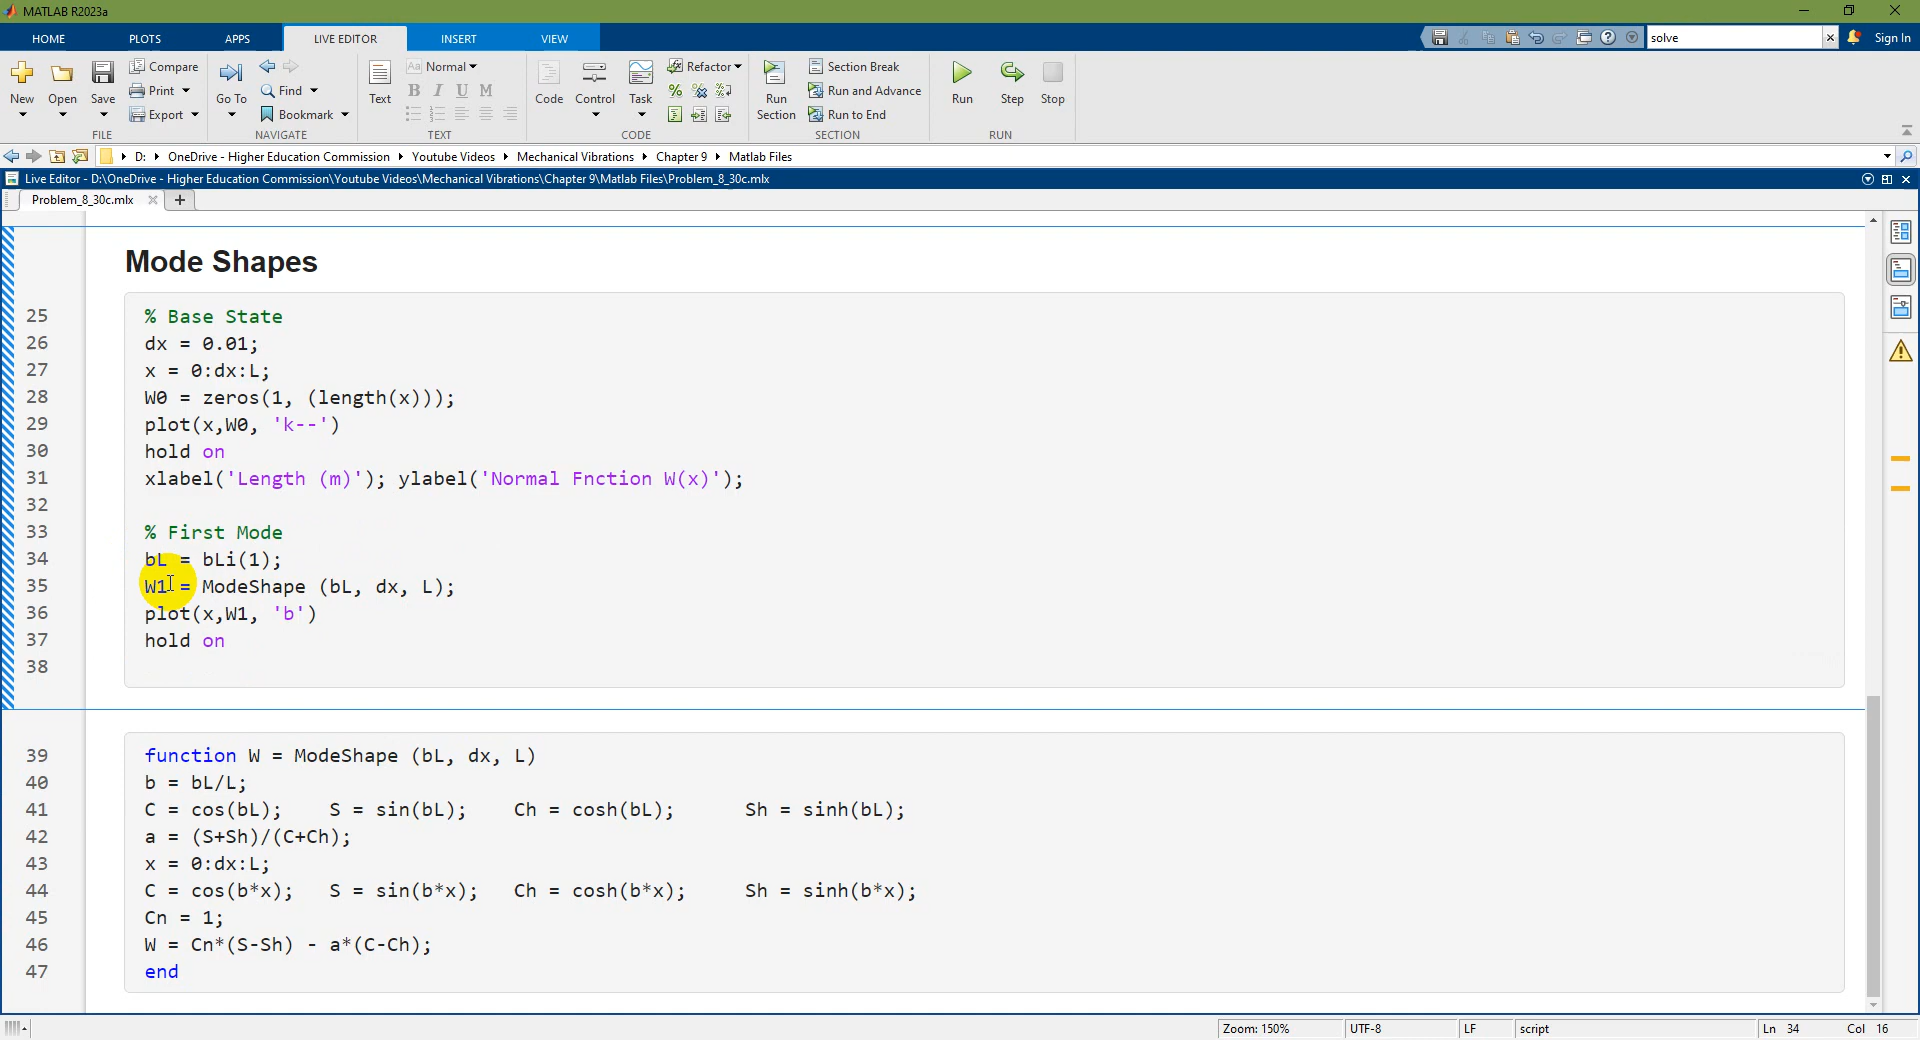 MATLAB R2023a
HOME PLOTS APPS LIVE EDITOR INSERT VIEW solve Sign In
New Open Save Compare Print Export
FILE
Go To Find Bookmark
NAVIGATE
Text Aa Normal B I U M
TEXT
Code Control Task Refactor
CODE
Run Section Section Break Run and Advance Run to End
SECTION
Run Step Stop
RUN
D: OneDrive - Higher Education Commission Youtube Videos Mechanical Vibrations Chapter 9 Matlab Files
Live Editor - D:\OneDrive - Higher Education Commission\Youtube Videos\Mechanical Vibrations\Chapter 9\Matlab Files\Problem_8_30c.mlx
Problem_8_30c.mlx
Mode Shapes
25 % Base State
26 dx = 0.01;
27 x = 0:dx:L;
28 W0 = zeros(1, (length(x)));
29 plot(x,W0, 'k--')
30 hold on
31 xlabel('Length (m)'); ylabel('Normal Fnction W(x)');
32
33 % First Mode
34 bL = bLi(1);
35 W1 = ModeShape (bL, dx, L);
36 plot(x,W1, 'b')
37 hold on
38
39 function W = ModeShape (bL, dx, L)
40 b = bL/L;
41 C = cos(bL); S = sin(bL); Ch = cosh(bL); Sh = sinh(bL);
42 a = (S+Sh)/(C+Ch);
43 x = 0:dx:L;
44 C = cos(b*x); S = sin(b*x); Ch = cosh(b*x); Sh = sinh(b*x);
45 Cn = 1;
46 W = Cn*(S-Sh) - a*(C-Ch);
47 end
Zoom: 150% UTF-8 LF script Ln 34 Col 16